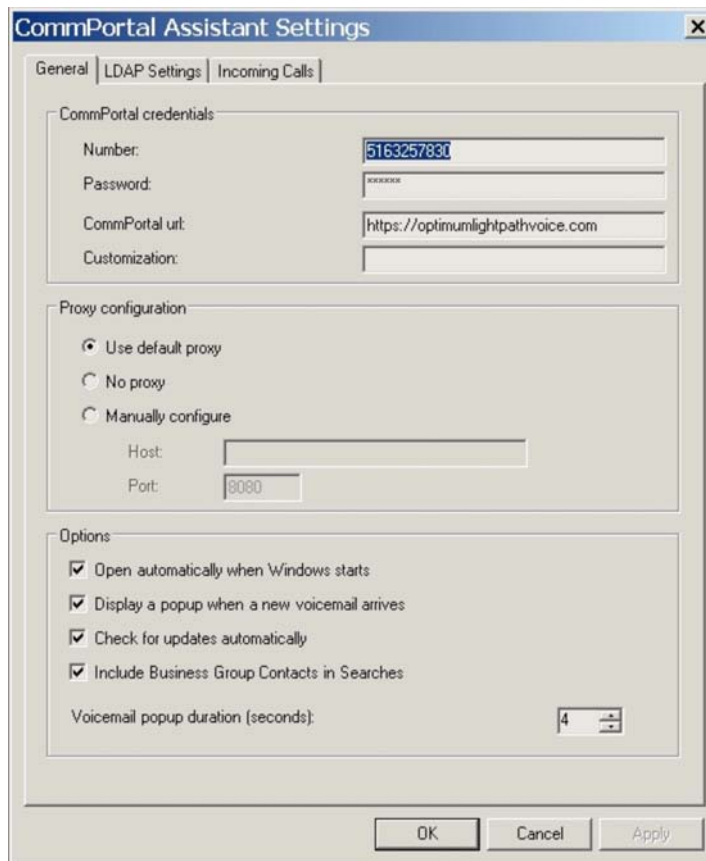 CommPortal Assistant Settings
General LDAP Settings Incoming Calls
CommPortal credentials
Number: 5163257830
Password: ××××××
CommPortal url: https://optimumlightpathvoice.com
Customization:
Proxy configuration
Use default proxy
No proxy
Manually configure
Host:
Port: 8080
Options
Open automatically when Windows starts
Display a popup when a new voicemail arrives
Check for updates automatically
Include Business Group Contacts in Searches
Voicemail popup duration (seconds): 4
OK Cancel Apply